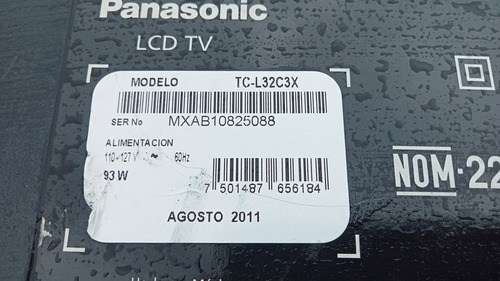 Panasonic
LCD TV
MODELO TC-L32C3X
SER No MXAB10825088
ALIMENTACION
110 - 127 V ~ 60Hz
93 W
7 501487 656184
NOM-22
AGOSTO 2011